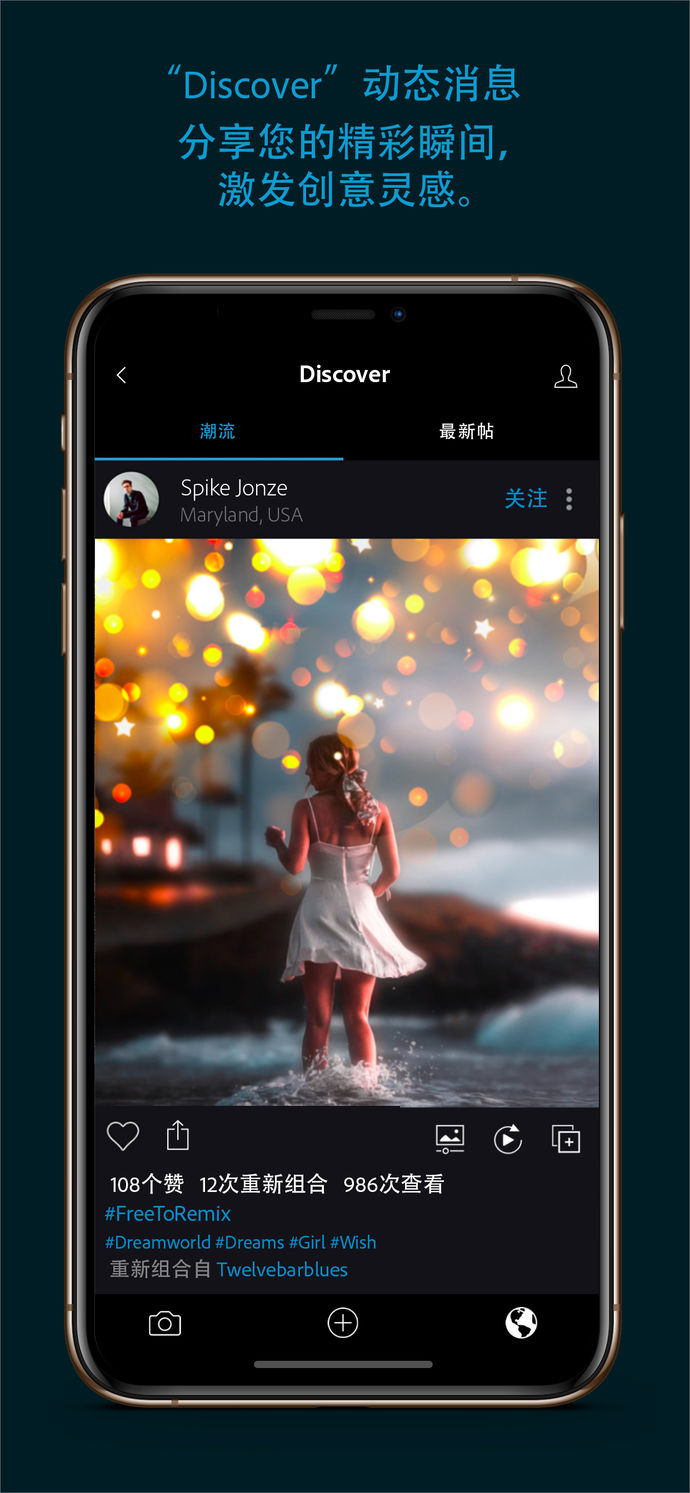 “Discover”动态消息
分享您的精彩瞬间,
激发创意灵感。
Discover
潮流 最新帖
Spike Jonze
Maryland, USA
关注
108个赞 12次重新组合 986次查看
#FreeToRemix
#Dreamworld #Dreams #Girl #Wish
重新组合自 Twelvebarblues